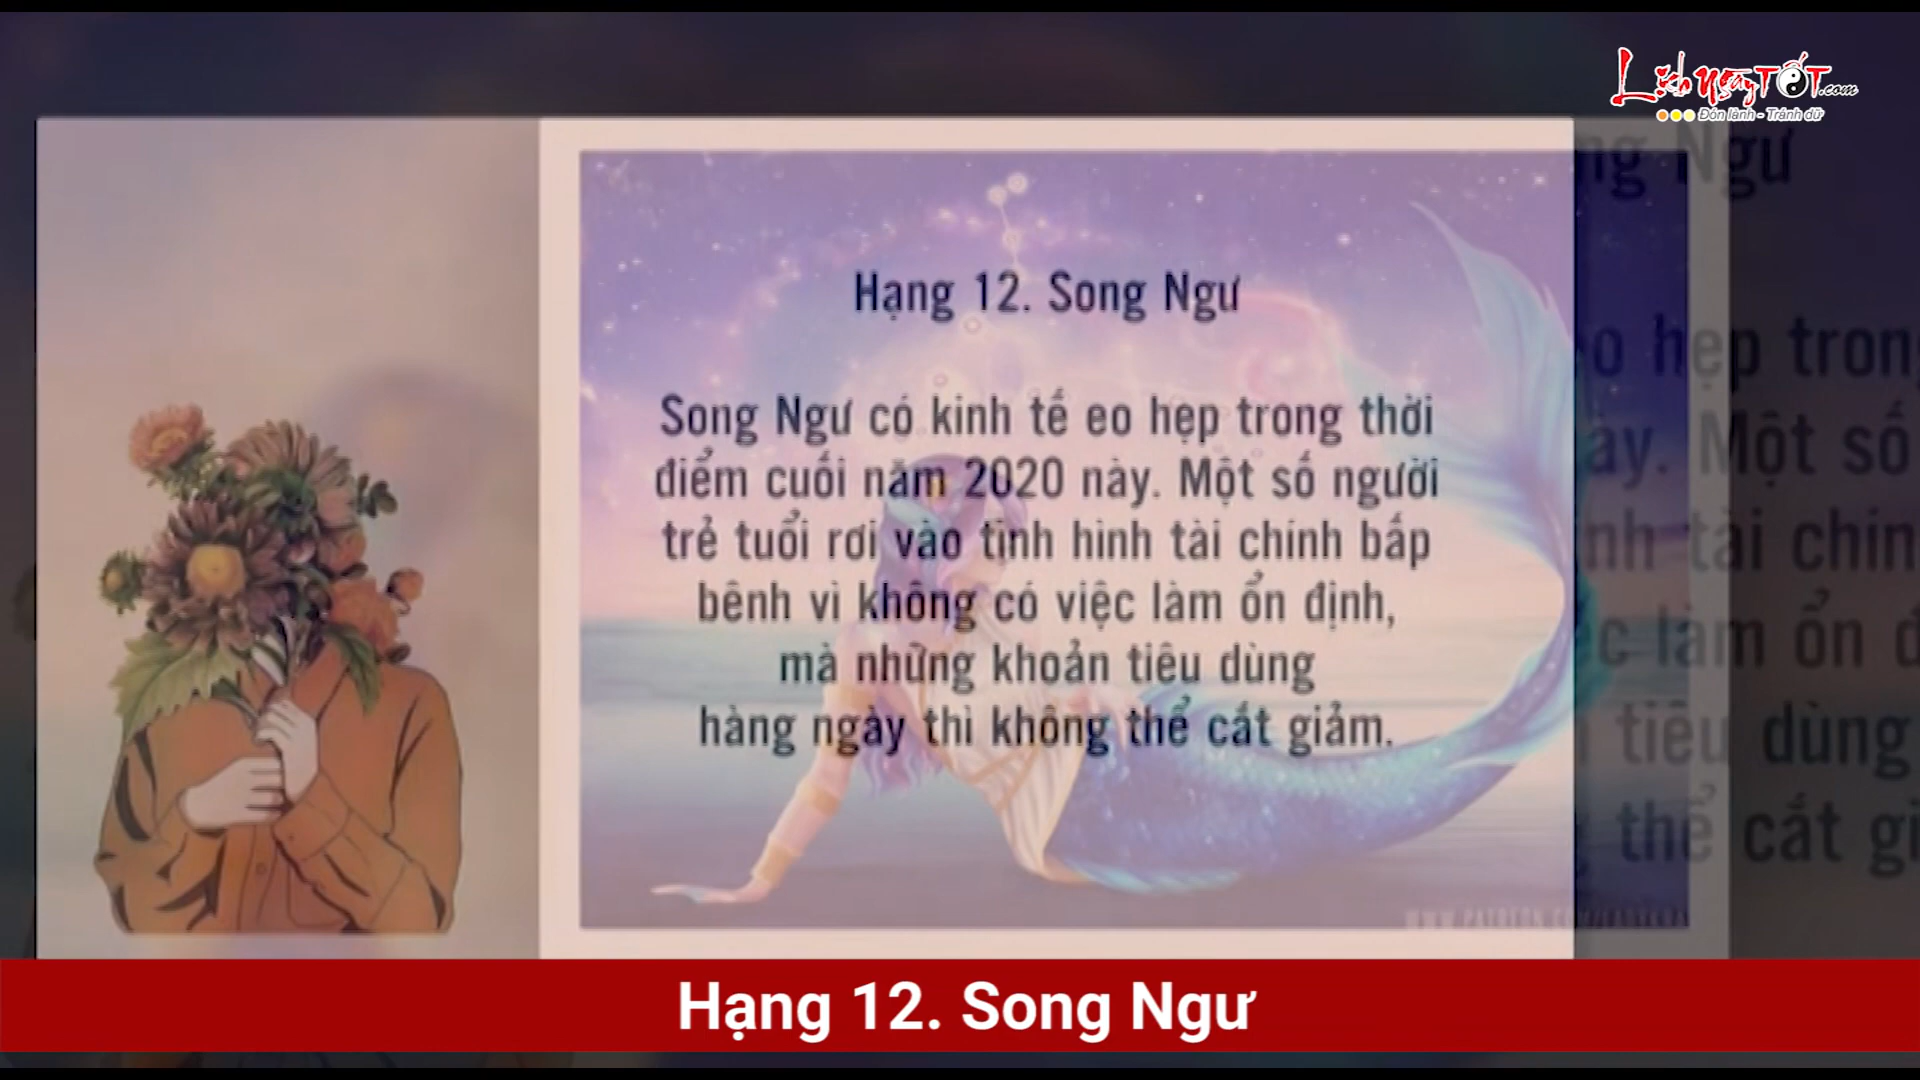 LịchngàyTỐT.com
Đón lành - Tránh dữ
Hạng 12. Song Ngư
Song Ngư có kinh tế eo hẹp trong thời
điểm cuối năm 2020 này. Một số người
trẻ tuổi rơi vào tình hình tài chính bấp
bênh vì không có việc làm ổn định,
mà những khoản tiêu dùng
hàng ngày thì không thể cắt giảm.
Hạng 12. Song Ngư